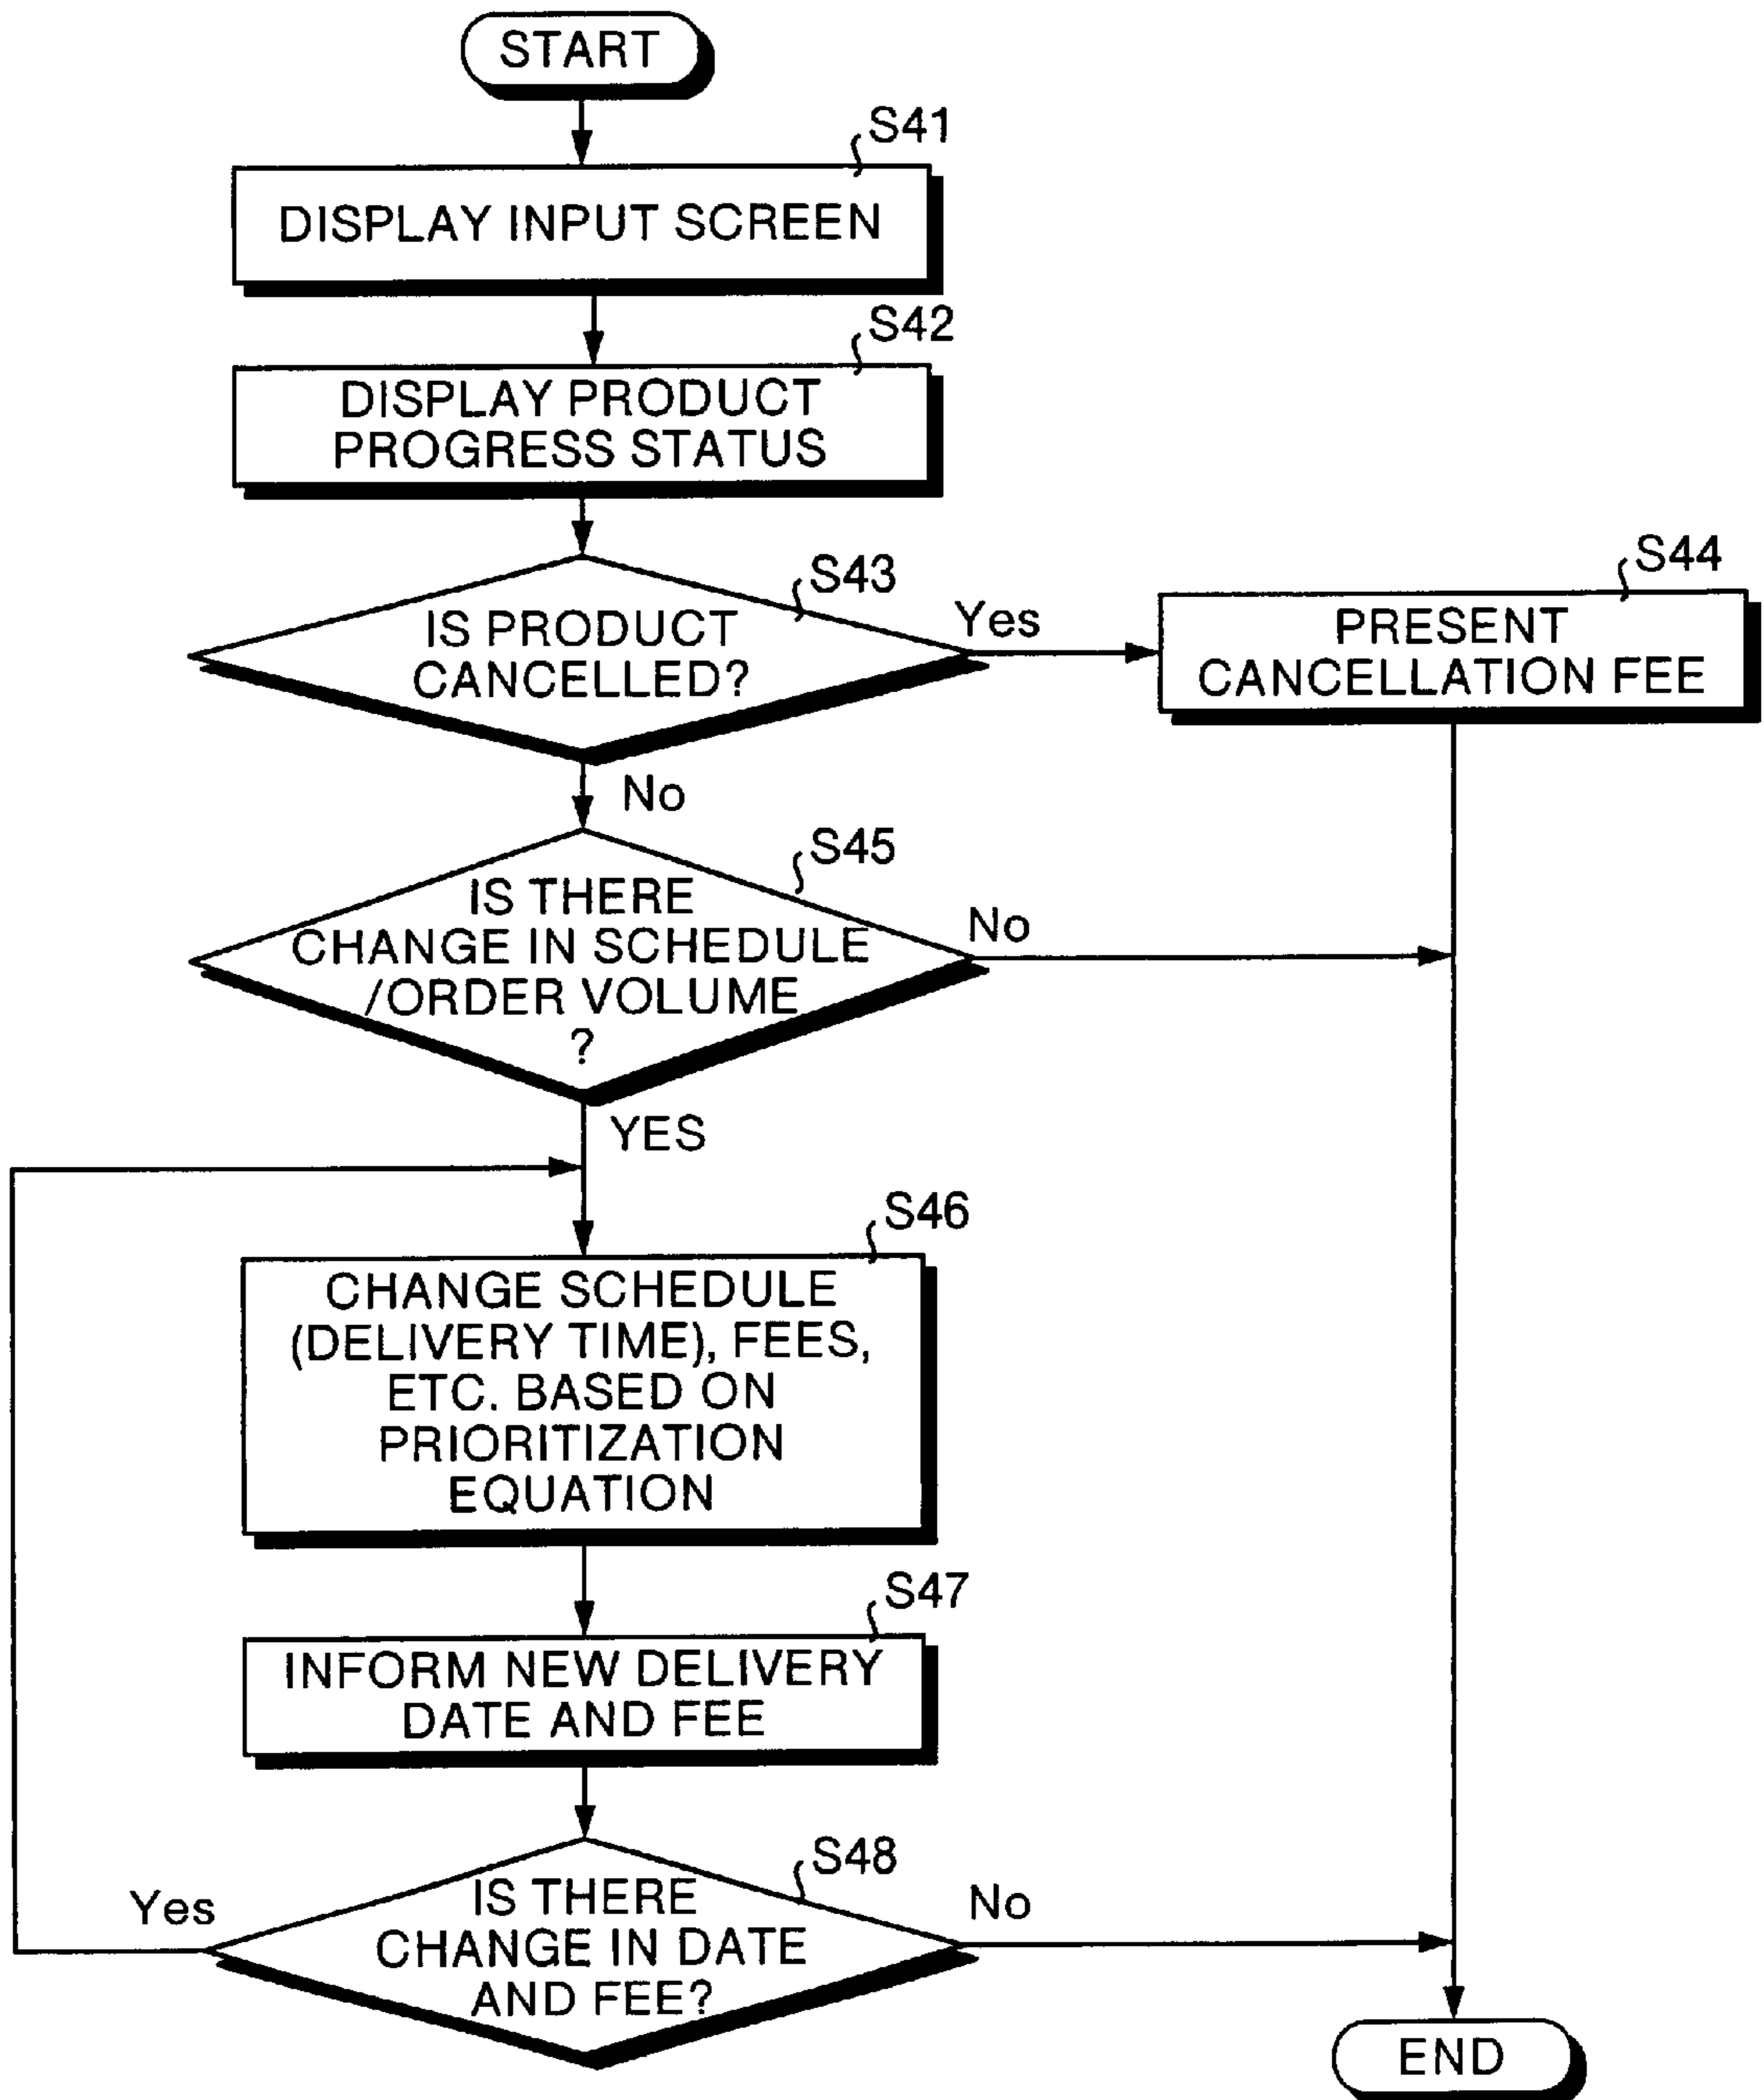 START
S41
DISPLAY INPUT SCREEN
S42
DISPLAY PRODUCT
PROGRESS STATUS
S43
IS PRODUCT
CANCELLED?
Yes
S44
PRESENT
CANCELLATION FEE
No
S45
IS THERE
CHANGE IN SCHEDULE
/ORDER VOLUME
?
No
YES
S46
CHANGE SCHEDULE
(DELIVERY TIME), FEES,
ETC. BASED ON
PRIORITIZATION
EQUATION
S47
INFORM NEW DELIVERY
DATE AND FEE
S48
IS THERE
CHANGE IN DATE
AND FEE?
Yes
No
END